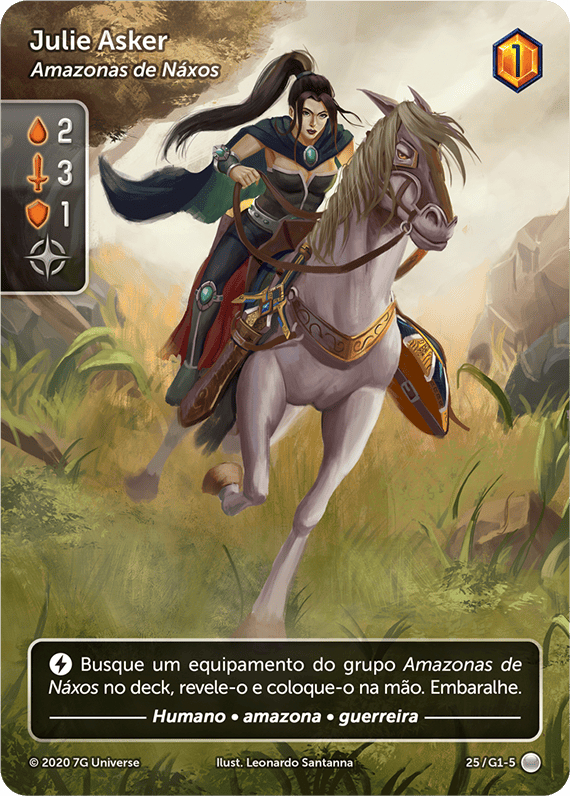 Julie Asker
Amazonas de Náxos
1
2
3
1
Busque um equipamento do grupo Amazonas de
Náxos no deck, revele-o e coloque-o na mão. Embaralhe.
Humano • amazona • guerreira
© 2020 7G Universe Ilust. Leonardo Santanna 25/G1-5